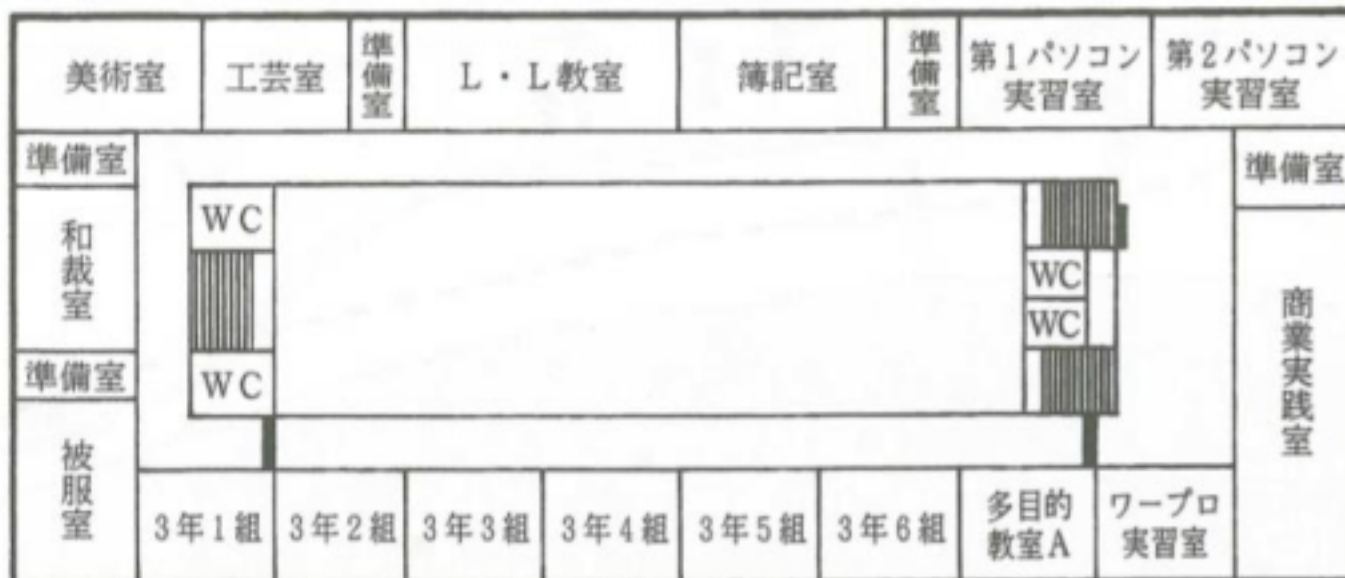 美術室
工芸室
準備室
L・L教室
簿記室
準備室
第1パソコン
実習室
第2パソコン
実習室
準備室
和裁室
準備室
被服室
WC
WC
WC
WC
準備室
商業実践室
3年1組
3年2組
3年3組
3年4組
3年5組
3年6組
多目的
教室A
ワープロ
実習室